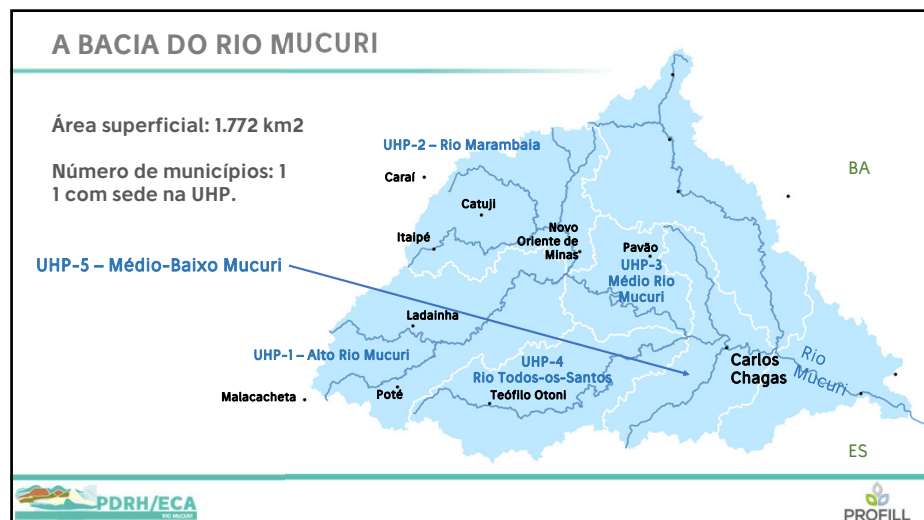 A BACIA DO RIO MUCURI
Área superficial: 1.772 km2
Número de municípios: 1
1 com sede na UHP.
UHP-2 – Rio Marambaia
Caraí
Catuji
Itaipé
Novo
Oriente de
Minas
Pavão
UHP-3
Médio Rio
Mucuri
BA
UHP-5 – Médio-Baixo Mucuri
Ladainha
UHP-1 – Alto Rio Mucuri
UHP-4
Rio Todos-os-Santos
Teófilo Otoni
Carlos
Chagas
Rio
Mucuri
Malacacheta
Poté
ES
PDRH/ECA
RIO MUCURI
PROFILL